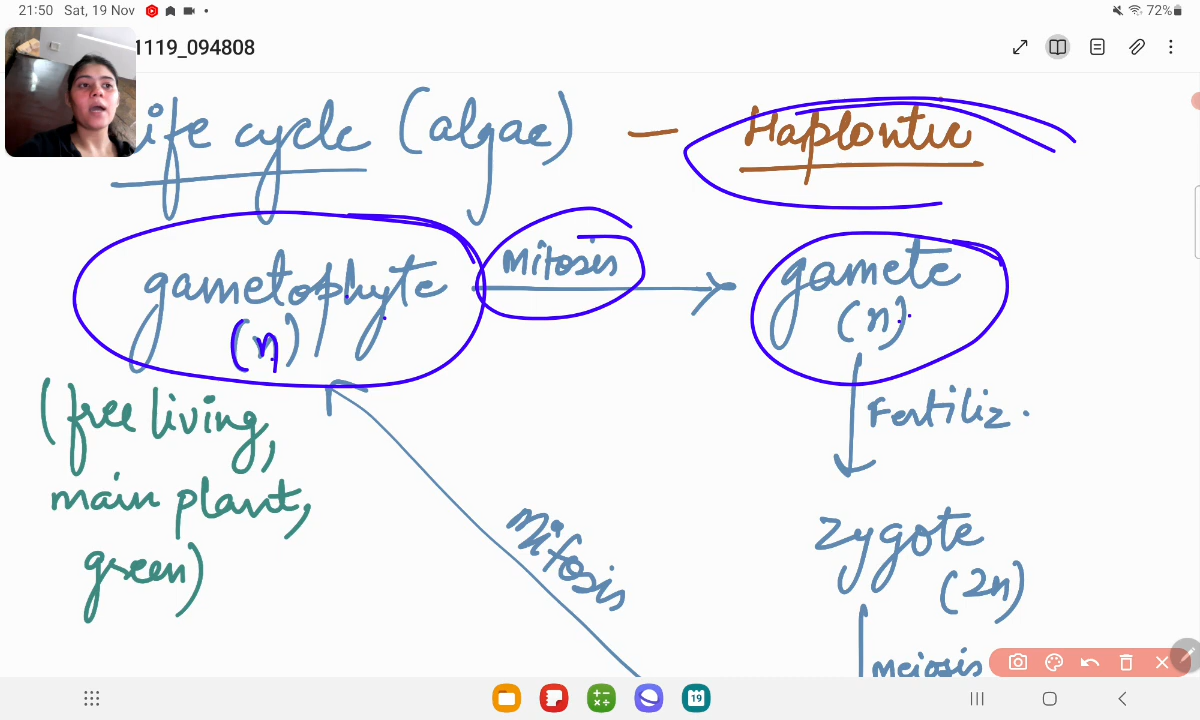 21:50 Sat, 19 Nov
72%
1119_094808
ife cycle (algae) — Haplontic
gametophyte
(n)
Mitosis
gamete
(n)
(free living,
main plant,
green)
Fertiliz.
Mitosis
Zygote
(2n)
meiosis
19